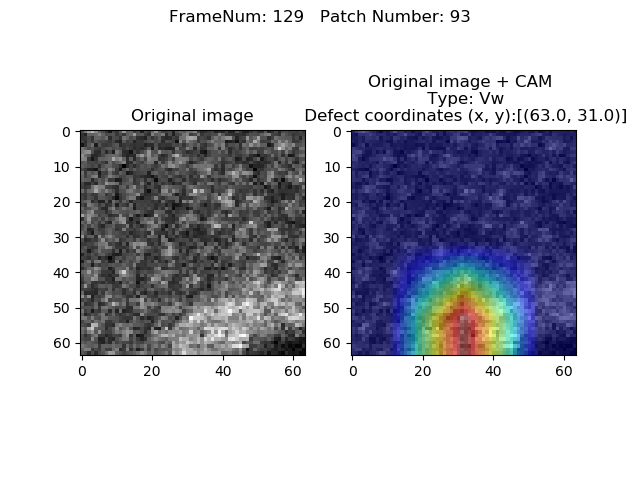 FrameNum: 129   Patch Number: 93
Original image
0
10
20
30
40
50
60
0 20 40 60
Original image + CAM
Type: Vw
Defect coordinates (x, y):[(63.0, 31.0)]
0
10
20
30
40
50
60
0 20 40 60